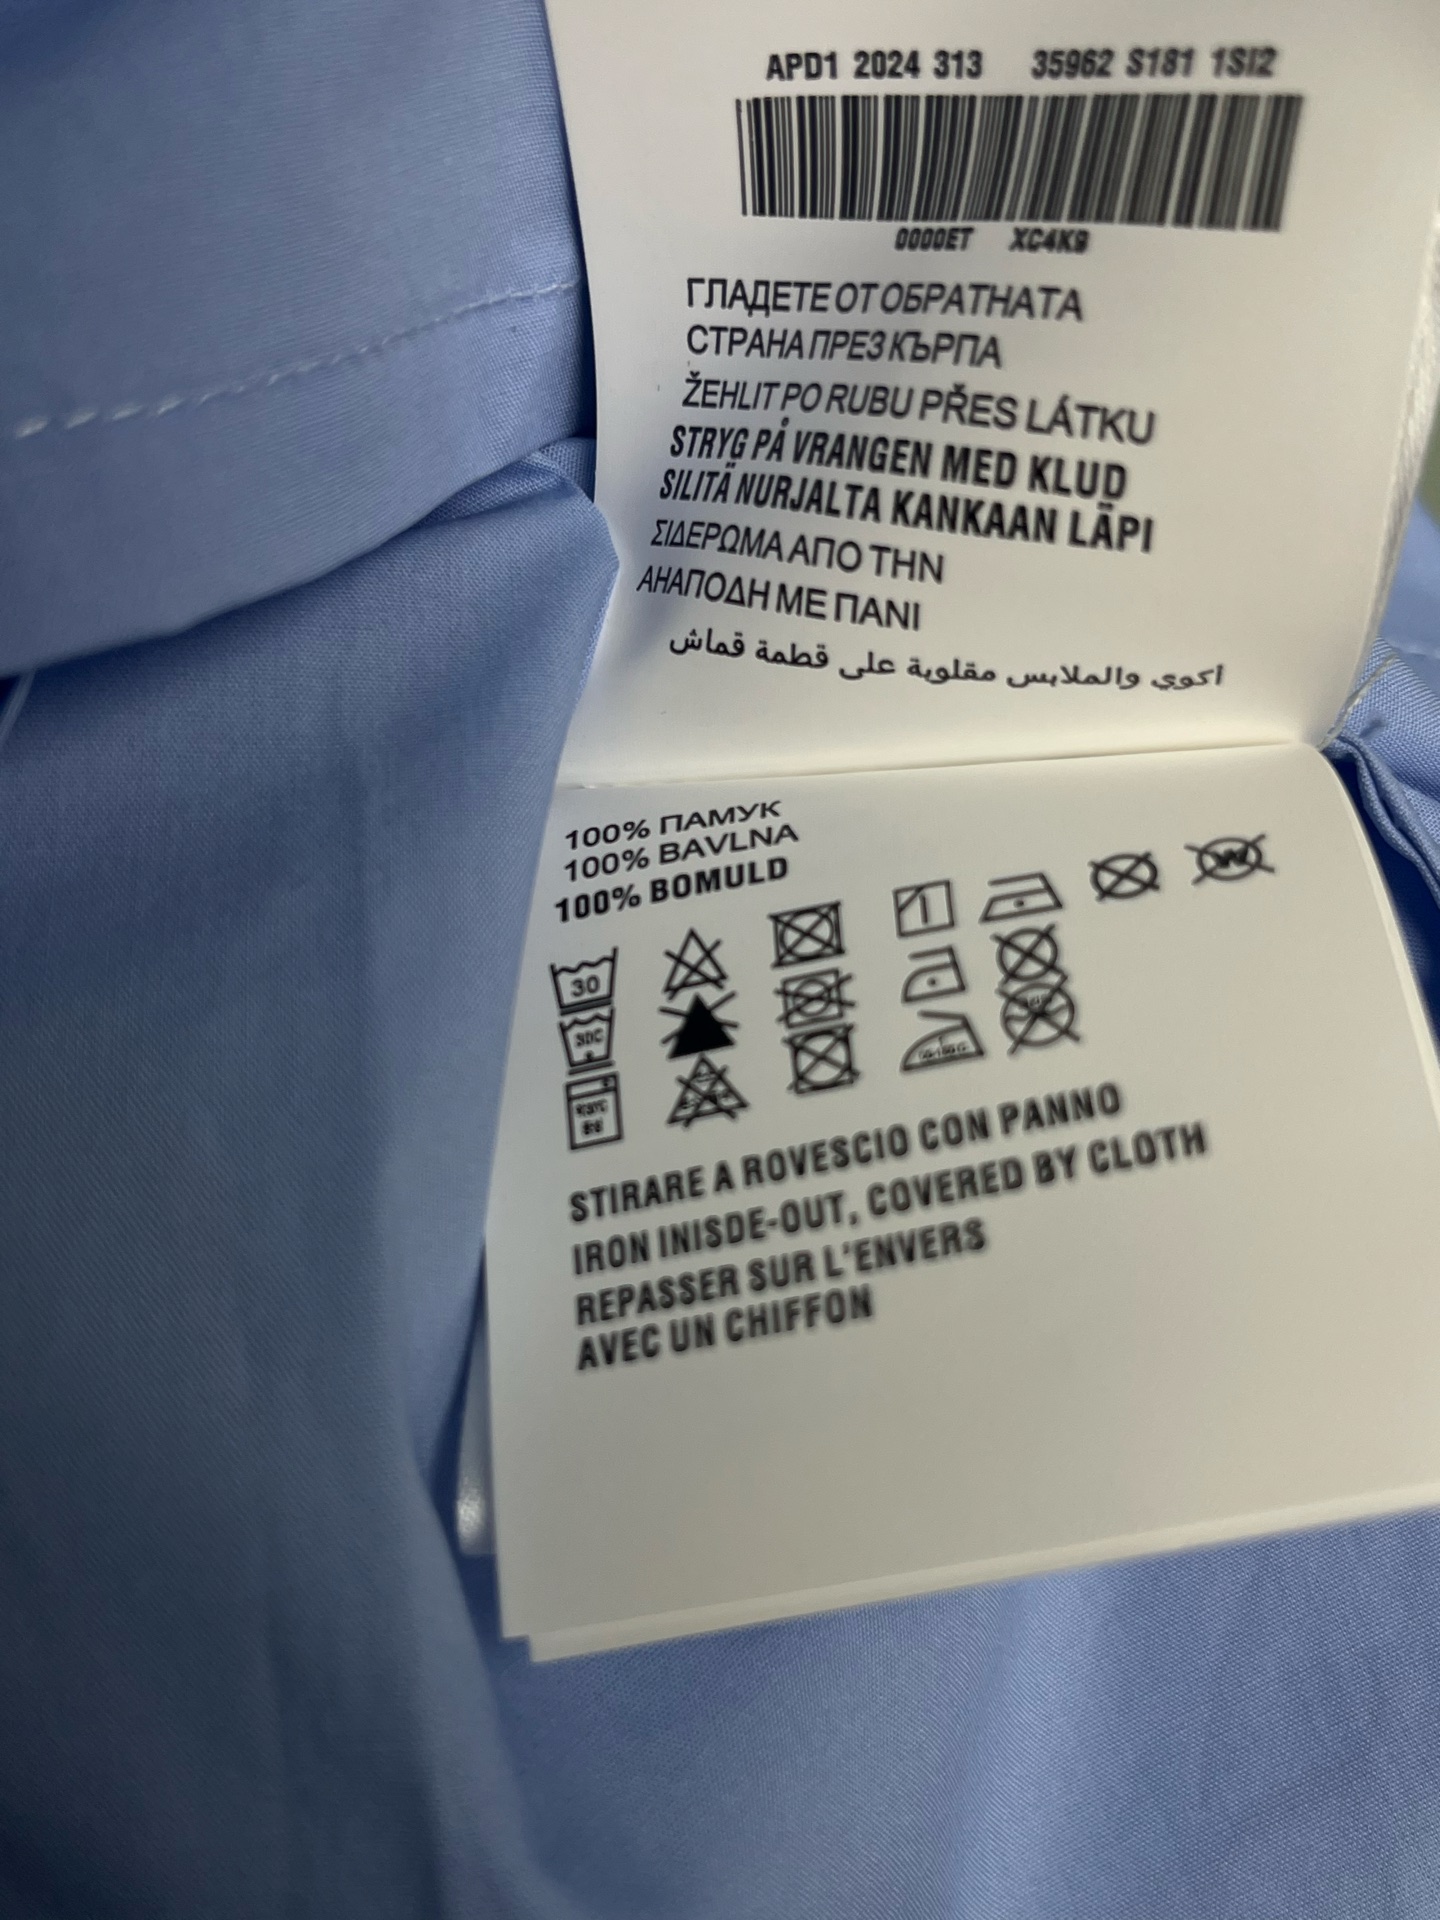 APD1 2024 313 35962 S181 1SI2
0000ET XC4K9
ГЛАДЕТЕ ОТ ОБРАТНАТА
СТРАНА ПРЕЗ КЪРПА
ŽEHLIT PO RUBU PŘES LÁTKU
STRYG PÅ VRANGEN MED KLUD
SILITÄ NURJALTA KANKAAN LÄPI
ΣΙΔΕΡΩΜΑ ΑΠΟ ΤΗΝ
ΑΝΑΠΟΔΗ ΜΕ ΠΑΝΙ
اكوي والملابس مقلوبة على قطمة قماش
100% ПАМУК
100% BAVLNA
100% BOMULD
30
30C
W
STIRARE A ROVESCIO CON PANNO
IRON INISDE-OUT, COVERED BY CLOTH
REPASSER SUR L'ENVERS
AVEC UN CHIFFON